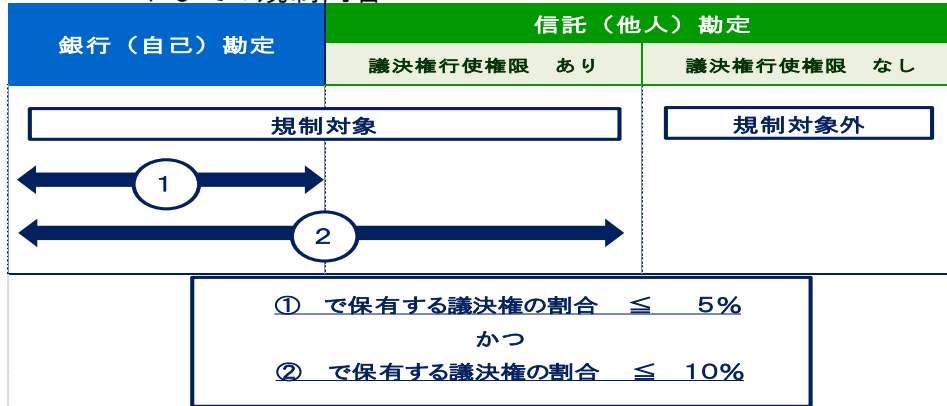 銀行（自己）勘定
信託（他人）勘定
議決権行使権限　あり
議決権行使権限　なし
規制対象
規制対象外
1
2
①　で保有する議決権の割合　≦　5%
かつ
②　で保有する議決権の割合　≦　10%